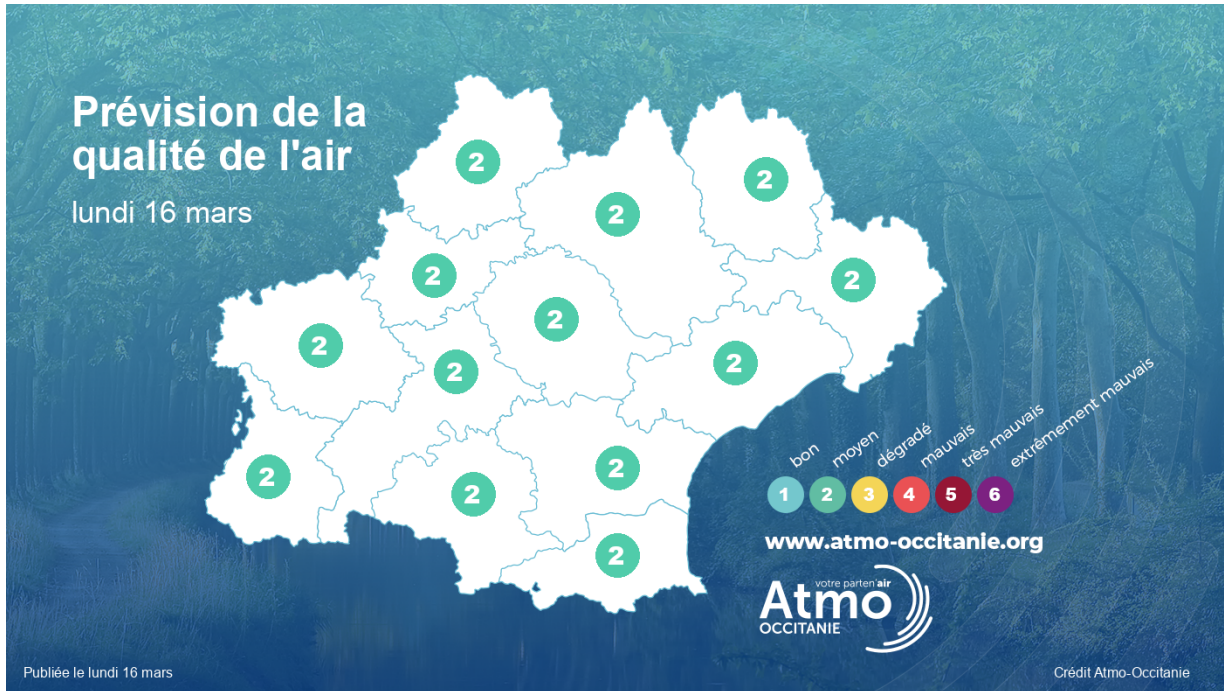 Prévision de la
qualité de l'air
lundi 16 mars
2
2
2
2
2
2
2
2
2
2
2
2
2
bon
moyen
dégradé
mauvais
très mauvais
extrêmement mauvais
1 2 3 4 5 6
www.atmo-occitanie.org
votre parten'air
Atmo
OCCITANIE
Publiée le lundi 16 mars
Crédit Atmo-Occitanie